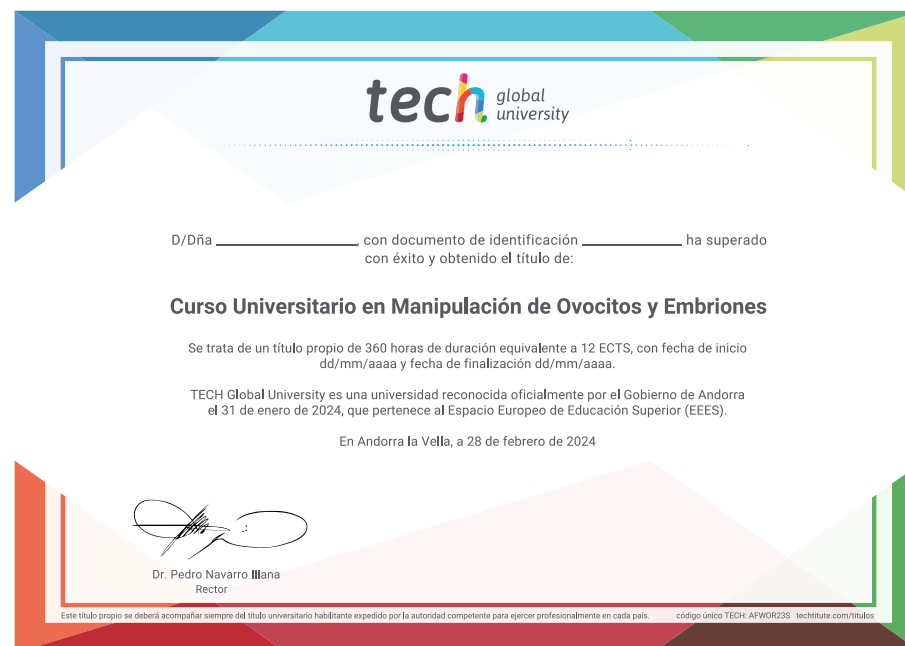 tech global university
D/Dña ______________, con documento de identificación __________ ha superado
con éxito y obtenido el título de:
Curso Universitario en Manipulación de Ovocitos y Embriones
Se trata de un título propio de 360 horas de duración equivalente a 12 ECTS, con fecha de inicio
dd/mm/aaaa y fecha de finalización dd/mm/aaaa.
TECH Global University es una universidad reconocida oficialmente por el Gobierno de Andorra
el 31 de enero de 2024, que pertenece al Espacio Europeo de Educación Superior (EEES).
En Andorra la Vella, a 28 de febrero de 2024
Dr. Pedro Navarro Illana
Rector
Este título propio se deberá acompañar siempre del título universitario habilitante expedido por la autoridad competente para ejercer profesionalmente en cada país. código único TECH: AFWOR23S techtitute.com/titulos